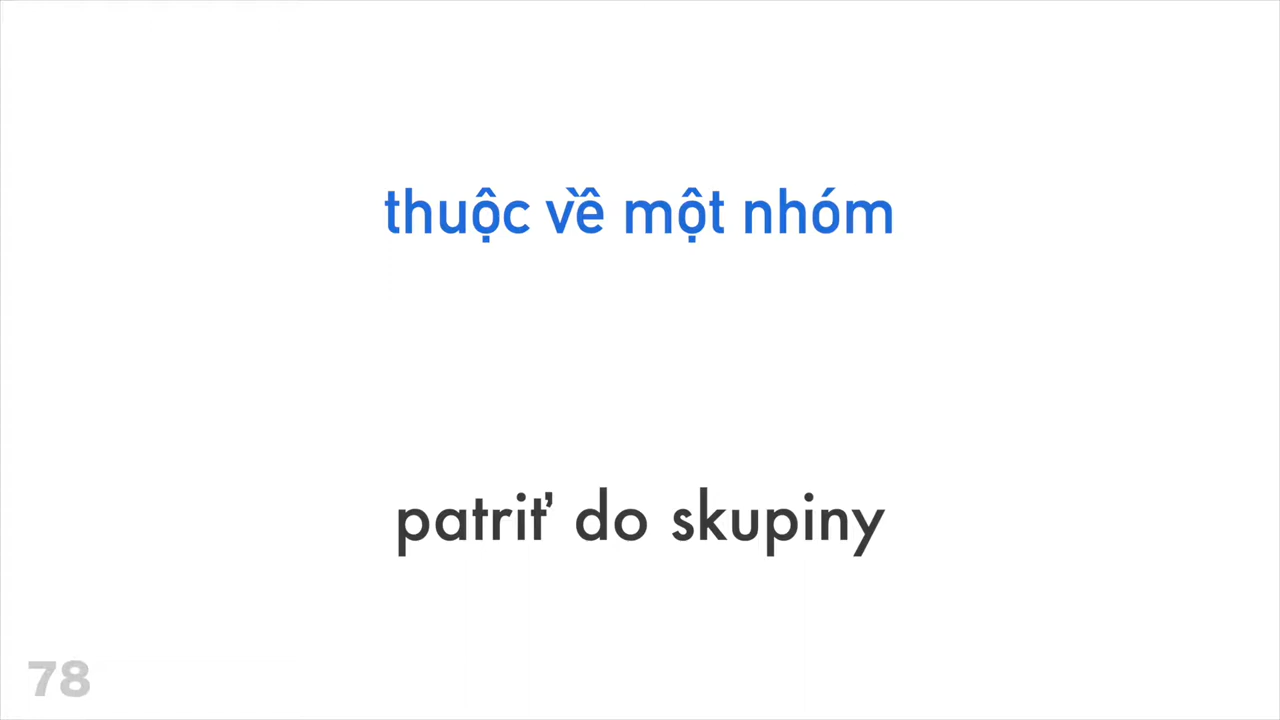 thuộc về một nhóm
patriť do skupiny
78